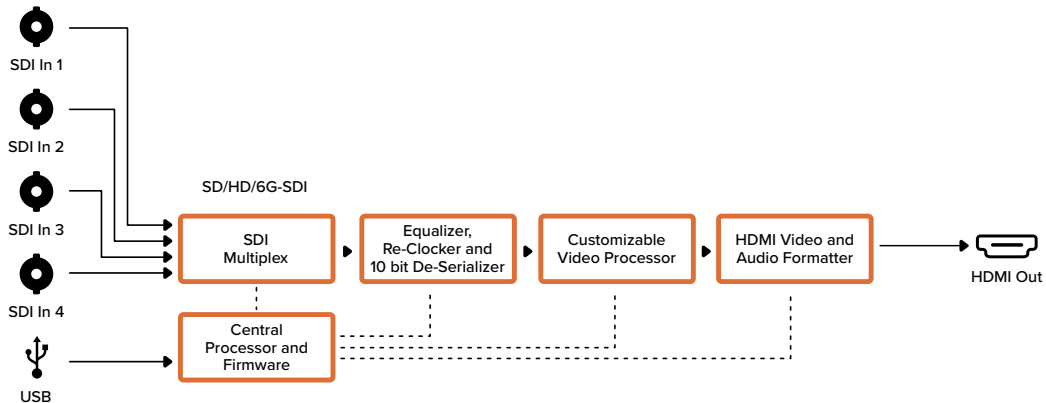 SDI In 1
SDI In 2
SDI In 3
SDI In 4
USB
SD/HD/6G-SDI
SDI
Multiplex
Equalizer,
Re-Clocker and
10 bit De-Serializer
Customizable
Video Processor
HDMI Video and
Audio Formatter
HDMI Out
Central
Processor and
Firmware